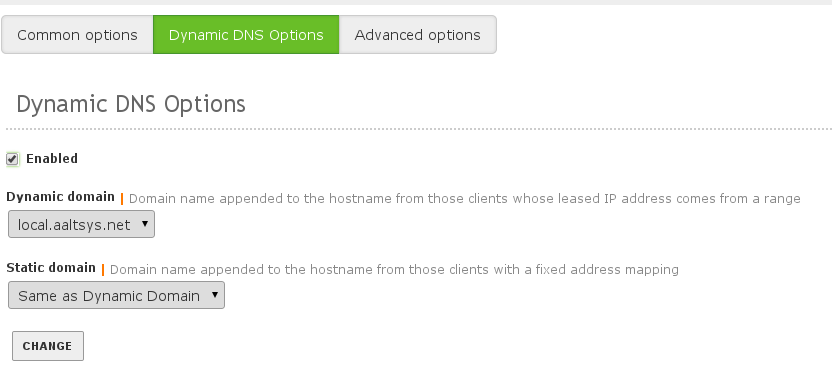 Common options Dynamic DNS Options Advanced options
Dynamic DNS Options
Enabled
Dynamic domain Domain name appended to the hostname from those clients whose leased IP address comes from a range
local.aaltsys.net
Static domain Domain name appended to the hostname from those clients with a fixed address mapping
Same as Dynamic Domain
CHANGE